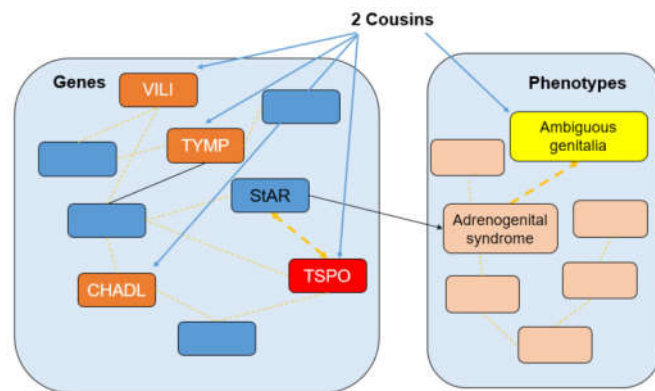 2 Cousins
Genes
VILI
TYMP
StAR
CHADL
TSPO
Phenotypes
Ambiguous
genitalia
Adrenogenital
syndrome